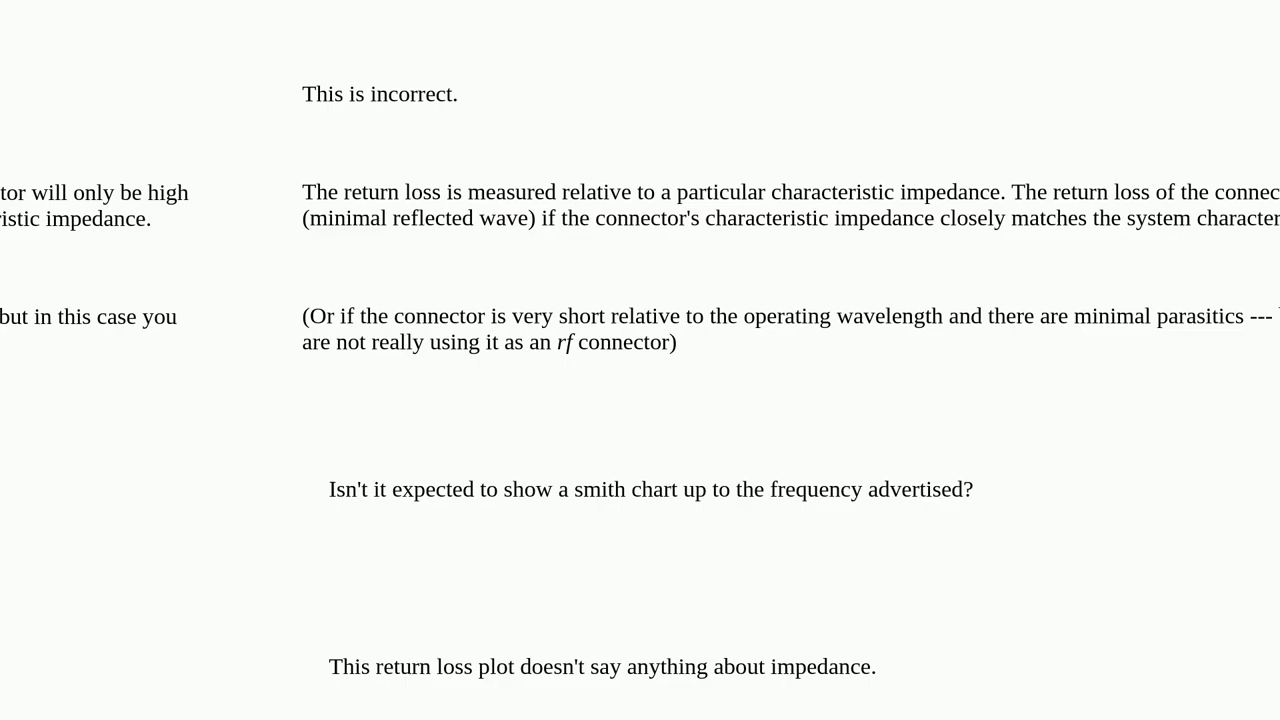 This is incorrect.
tor will only be high
ristic impedance.
The return loss is measured relative to a particular characteristic impedance. The return loss of the connec
(minimal reflected wave) if the connector's characteristic impedance closely matches the system character
but in this case you
(Or if the connector is very short relative to the operating wavelength and there are minimal parasitics ---
are not really using it as an rf connector)
Isn't it expected to show a smith chart up to the frequency advertised?
This return loss plot doesn't say anything about impedance.